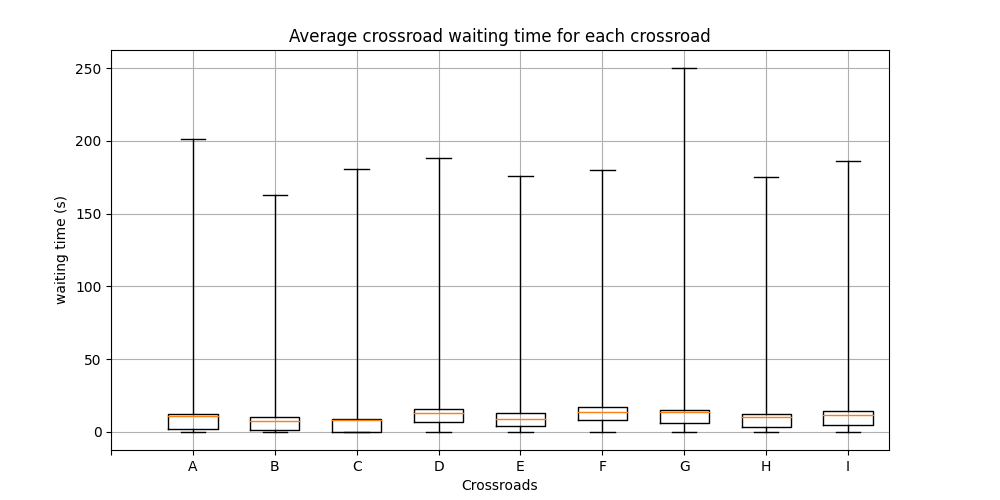 Average crossroad waiting time for each crossroad
waiting time (s)
250
200
150
100
50
0
A B C D E F G H I
Crossroads